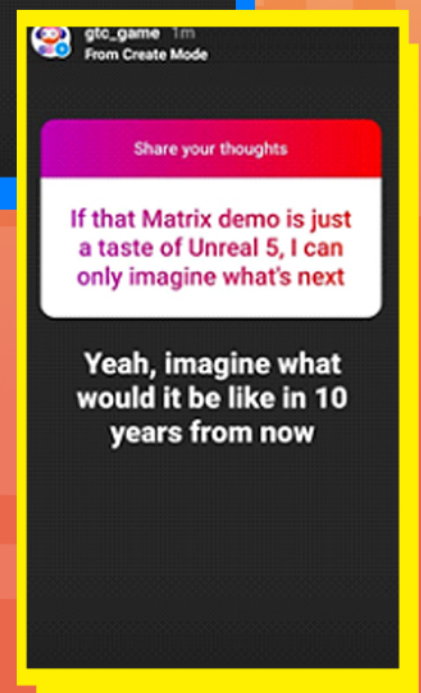 gtc_game 1m
From Create Mode
Share your thoughts
If that Matrix demo is just
a taste of Unreal 5, I can
only imagine what's next
Yeah, imagine what
would it be like in 10
years from now